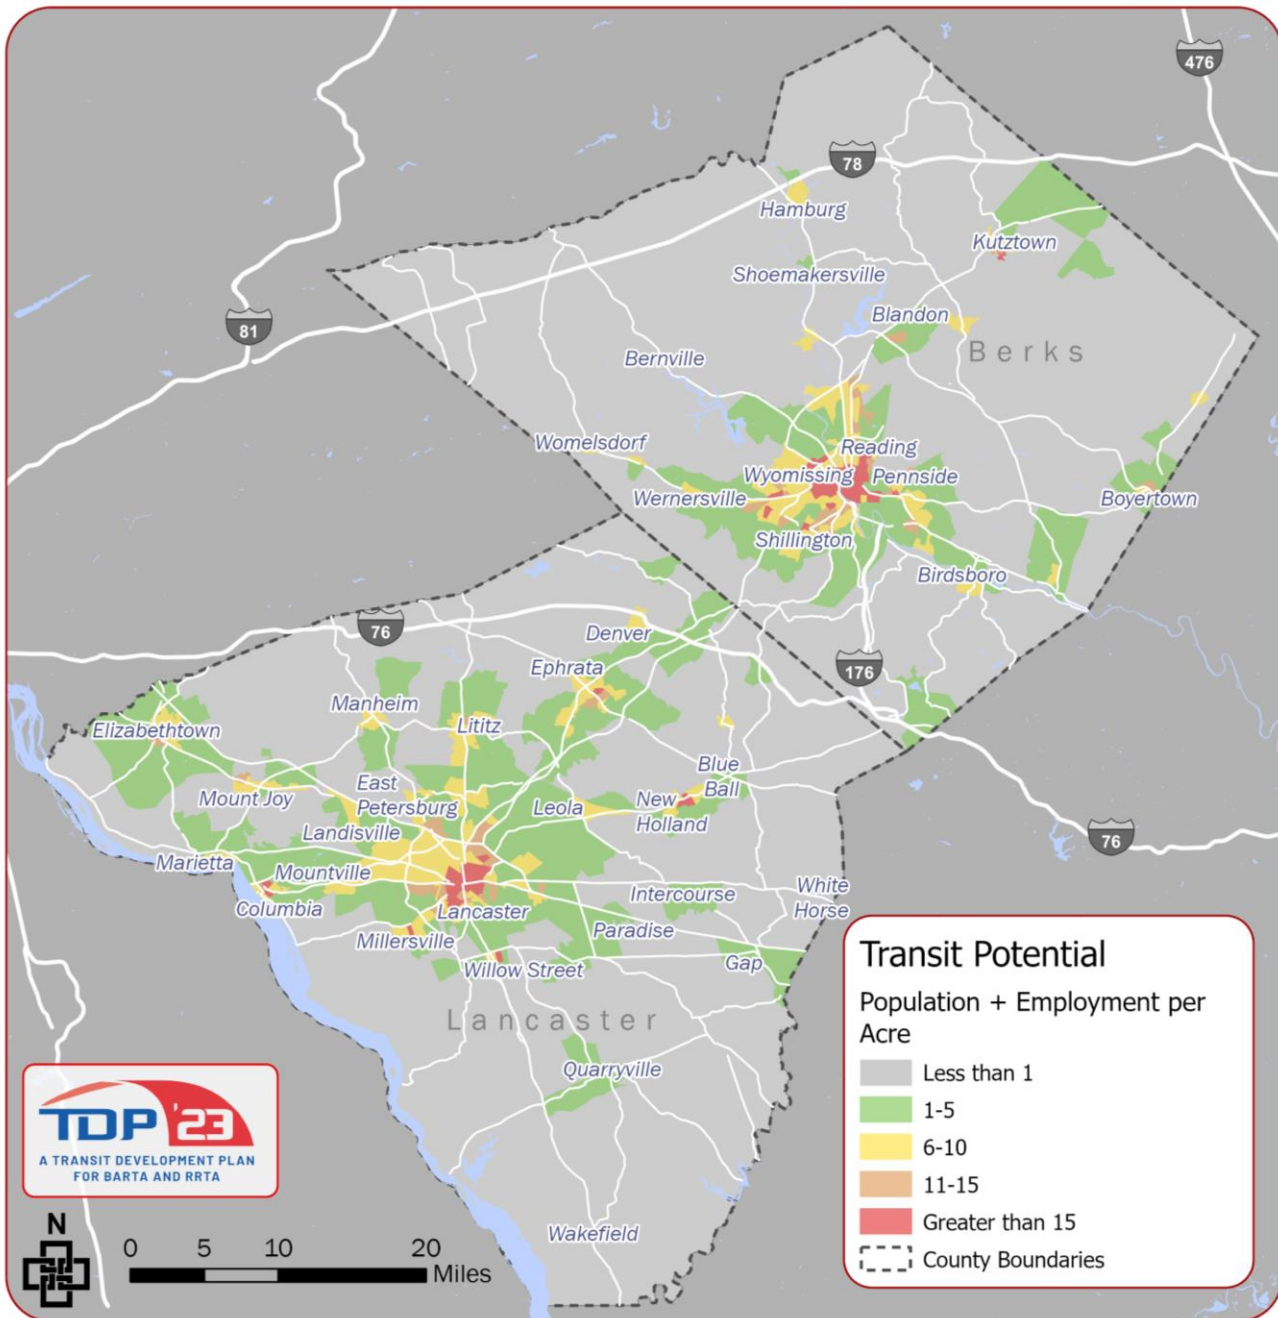 476
78
Hamburg
Kutztown
Shoemakersville
Blandon
81
Berks
Bernville
Womelsdorf
Reading
Wyomissing
Pennside
Wernersville
Boyertown
Shillington
Birdsboro
76
Denver
176
Ephrata
Manheim
Lititz
Elizabethtown
Blue
Ball
East
Petersburg
Mount Joy
Leola
New
Holland
Landisville
76
Marietta
Mountville
Intercourse
White
Horse
Columbia
Lancaster
Paradise
Millersville
Willow Street
Gap
Lancaster
Quarryville
Wakefield
Transit Potential
Population + Employment per
Acre
Less than 1
1-5
6-10
11-15
Greater than 15
County Boundaries
TDP '23
A TRANSIT DEVELOPMENT PLAN
FOR BARTA AND RRTA
N
0 5 10 20
Miles